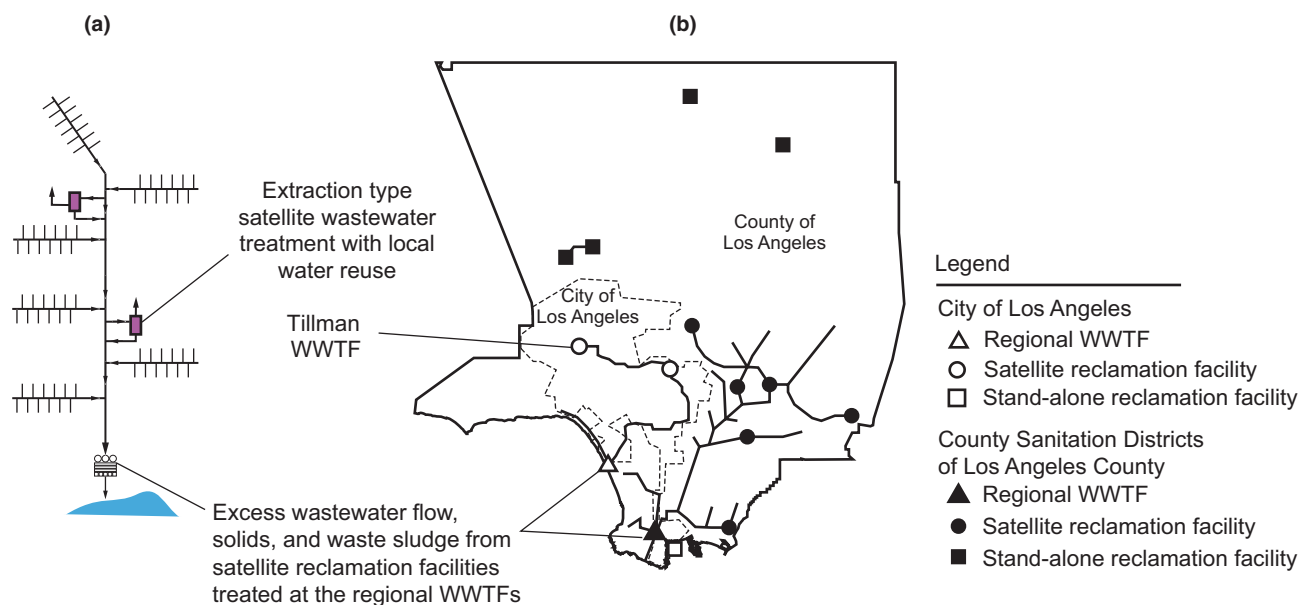 (a)
(b)
Extraction type
satellite wastewater
treatment with local
water reuse
Tillman
WWTF
Excess wastewater flow,
solids, and waste sludge from
satellite reclamation facilities
treated at the regional WWTFs
County of
Los Angeles
City of
Los Angeles
Legend
City of Los Angeles
Regional WWTF
Satellite reclamation facility
Stand-alone reclamation facility
County Sanitation Districts
of Los Angeles County
Regional WWTF
Satellite reclamation facility
Stand-alone reclamation facility